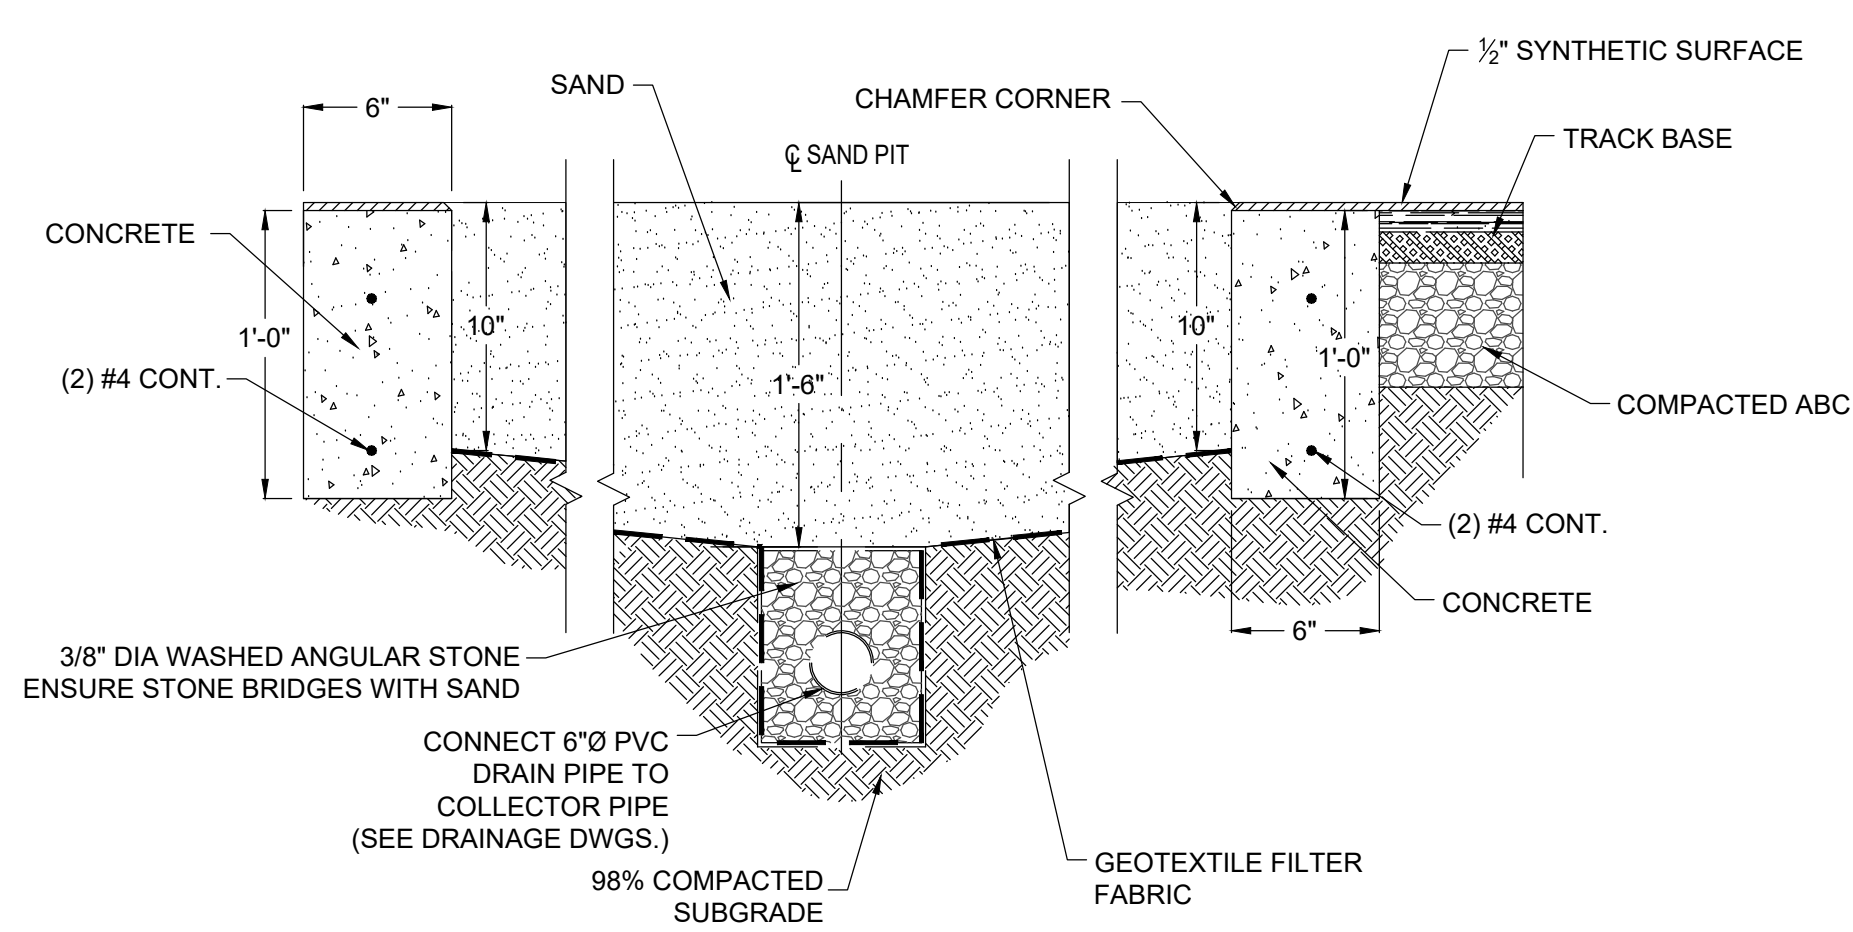 ½" SYNTHETIC SURFACE
SAND
CHAMFER CORNER
6"
TRACK BASE
℄ SAND PIT
CONCRETE
1'-0"
10"
10"
1'-0"
(2) #4 CONT.
1'-6"
COMPACTED ABC
(2) #4 CONT.
CONCRETE
6"
3/8" DIA WASHED ANGULAR STONE
ENSURE STONE BRIDGES WITH SAND
CONNECT 6"Ø PVC
DRAIN PIPE TO
COLLECTOR PIPE
(SEE DRAINAGE DWGS.)
GEOTEXTILE FILTER
FABRIC
98% COMPACTED
SUBGRADE